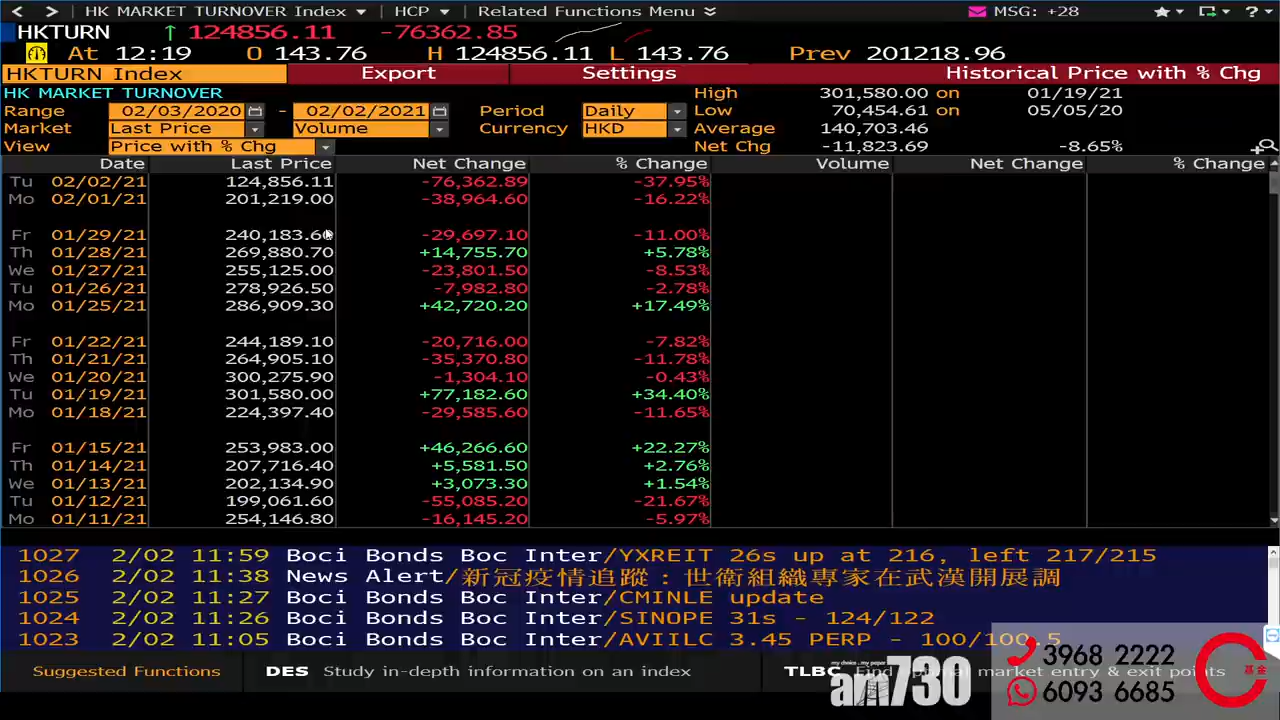 < > HK MARKET TURNOVER Index HCP Related Functions Menu MSG: +28 ?
HKTURN ↑ 124856.11 -76362.85
At 12:19 O 143.76 H 124856.11 L 143.76 Prev 201218.96
HKTURN Index Export Settings Historical Price with % Chg
HK MARKET TURNOVER High 301,580.00 on 01/19/21
Range 02/03/2020 - 02/02/2021 Period Daily Low 70,454.61 on 05/05/20
Market Last Price Volume Currency HKD Average 140,703.46
View Price with % Chg Net Chg -11,823.69 -8.65%
Date Last Price Net Change % Change Volume Net Change % Change
Tu 02/02/21 124,856.11 -76,362.89 -37.95%
Mo 02/01/21 201,219.00 -38,964.60 -16.22%
Fr 01/29/21 240,183.60 -29,697.10 -11.00%
Th 01/28/21 269,880.70 +14,755.70 +5.78%
We 01/27/21 255,125.00 -23,801.50 -8.53%
Tu 01/26/21 278,926.50 -7,982.80 -2.78%
Mo 01/25/21 286,909.30 +42,720.20 +17.49%
Fr 01/22/21 244,189.10 -20,716.00 -7.82%
Th 01/21/21 264,905.10 -35,370.80 -11.78%
We 01/20/21 300,275.90 -1,304.10 -0.43%
Tu 01/19/21 301,580.00 +77,182.60 +34.40%
Mo 01/18/21 224,397.40 -29,585.60 -11.65%
Fr 01/15/21 253,983.00 +46,266.60 +22.27%
Th 01/14/21 207,716.40 +5,581.50 +2.76%
We 01/13/21 202,134.90 +3,073.30 +1.54%
Tu 01/12/21 199,061.60 -55,085.20 -21.67%
Mo 01/11/21 254,146.80 -16,145.20 -5.97%
1027 2/02 11:59 Boci Bonds Boc Inter/YXREIT 26s up at 216, left 217/215
1026 2/02 11:38 News Alert/新冠疫情追蹤：世衛組織專家在武漢開展調
1025 2/02 11:27 Boci Bonds Boc Inter/CMINLE update
1024 2/02 11:26 Boci Bonds Boc Inter/SINOPE 31s - 124/122
1023 2/02 11:05 Boci Bonds Boc Inter/AVIILC 3.45 PERP - 100/100.5
Suggested Functions DES Study in-depth information on an index TLBC market entry & exit points
my choice . my paper
am730
3968 2222
6093 6685
基金